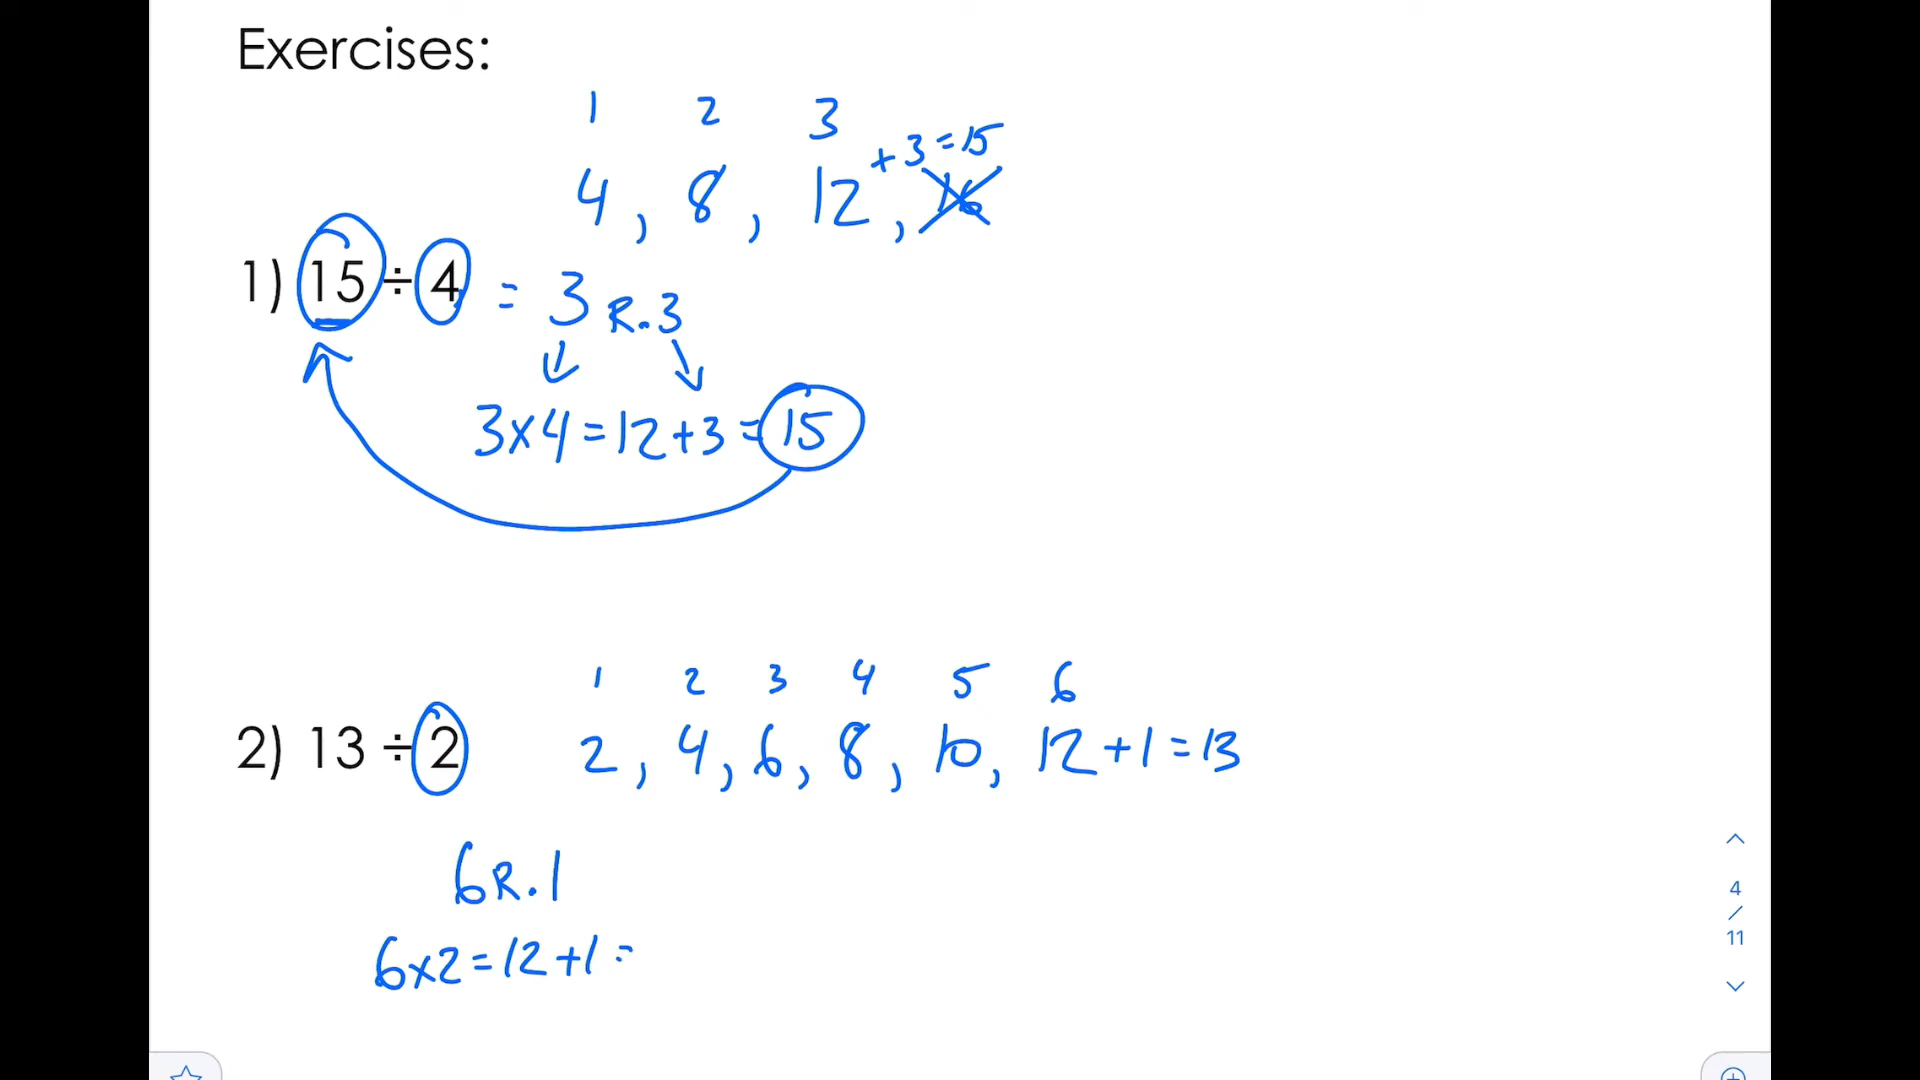 Exercises:
1 2 3
4, 8, 12, 16 +3=15
1) 15 ÷ 4 = 3 R.3
3x4=12+3=15
1 2 3 4 5 6
2) 13 ÷ 2 2, 4, 6, 8, 10, 12+1=13
6 R.1
6x2=12+1=
4
/
11